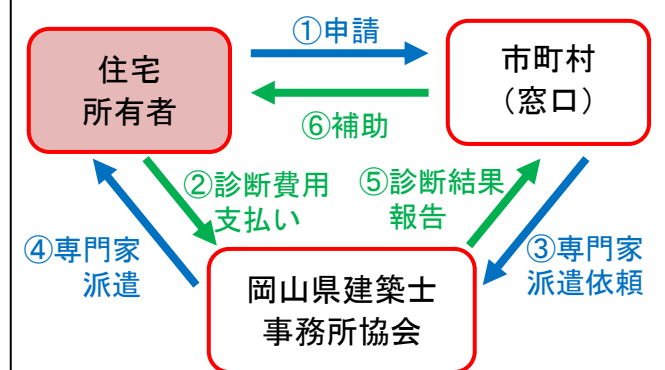 ①申請
住宅
所有者
市町村
（窓口）
⑥補助
②診断費用
支払い
⑤診断結果
報告
④専門家
派遣
③専門家
派遣依頼
岡山県建築士
事務所協会